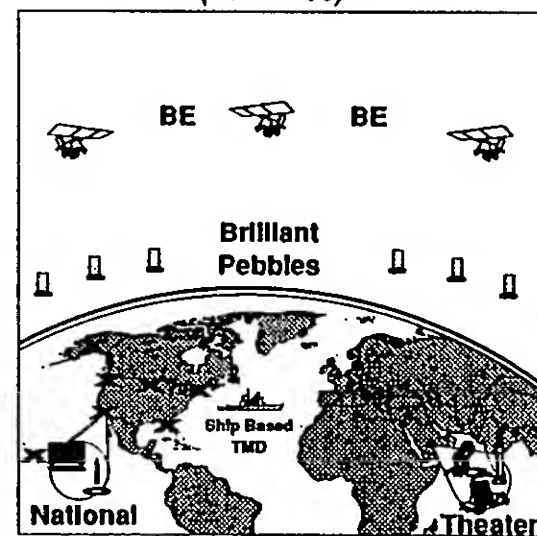 BE BE
Brilliant
Pebbles
Ship Based
TMD
National Theater